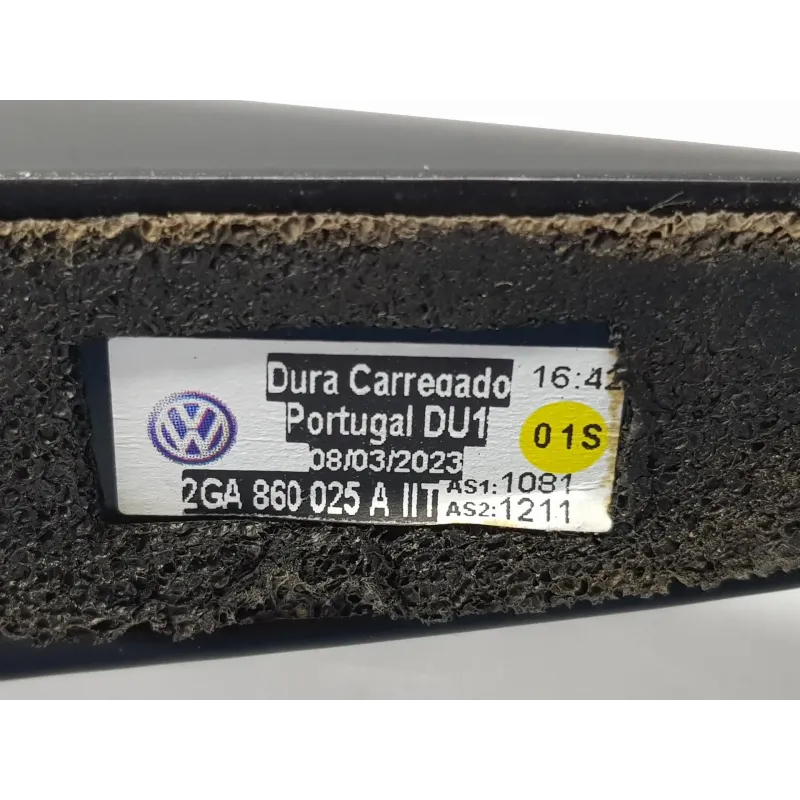 Dura Carregado 16:42
Portugal DU1
01S
08/03/2023
2GA 860 025 A IIT AS1:1081
AS2:1211